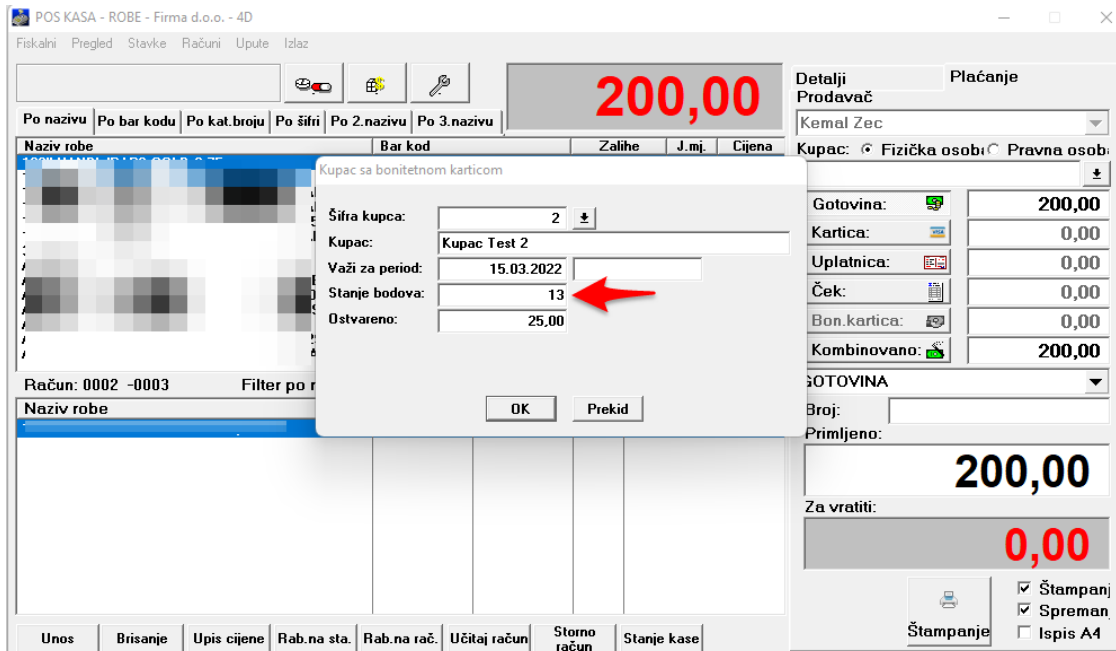 POS KASA - ROBE - Firma d.o.o. - 4D
Fiskalni Pregled Stavke Računi Upute Izlaz
200,00
Detalji Plaćanje
Prodavač
Po nazivu Po bar kodu Po kat.broju Po šifri Po 2.nazivu Po 3.nazivu
Kemal Zec
Naziv robe Bar kod Zalihe J.mj. Cijena
Kupac: Fizička osob Pravna osob
Kupac sa bonitetnom karticom
Šifra kupca: 2
Kupac: Kupac Test 2
Važi za period: 15.03.2022
Stanje bodova: 13
Ostvareno: 25,00
OK Prekid
Gotovina: 200,00
Kartica: 0,00
Uplatnica: 0,00
Ček: 0,00
Bon.kartica: 0,00
Kombinovano: 200,00
Račun: 0002 -0003 Filter po
GOTOVINA
Naziv robe
Broj:
Primljeno:
200,00
Za vratiti:
0,00
Štampanje
Štampanj
Spreman
Ispis A4
Unos Brisanje Upis cijene Rab.na sta. Rab.na rač. Učitaj račun Storno račun Stanje kase